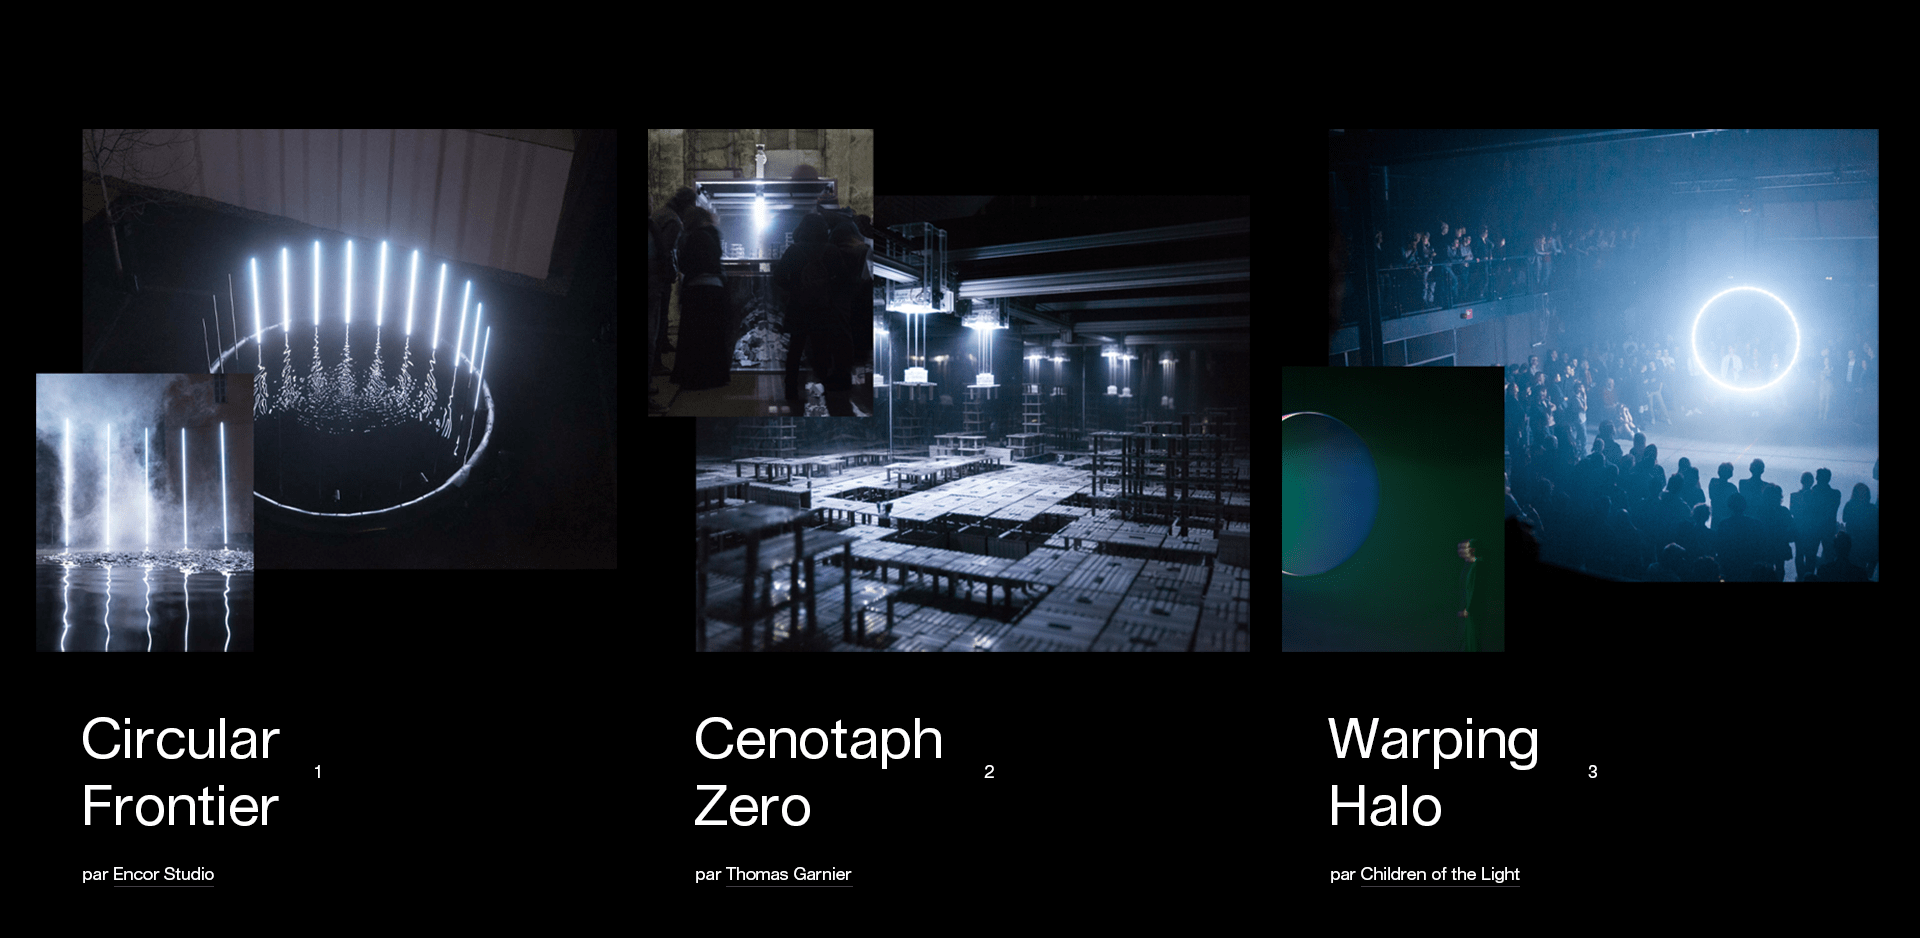 Circular
Frontier
1
par Encor Studio
Cenotaph
Zero
2
par Thomas Garnier
Warping
Halo
3
par Children of the Light